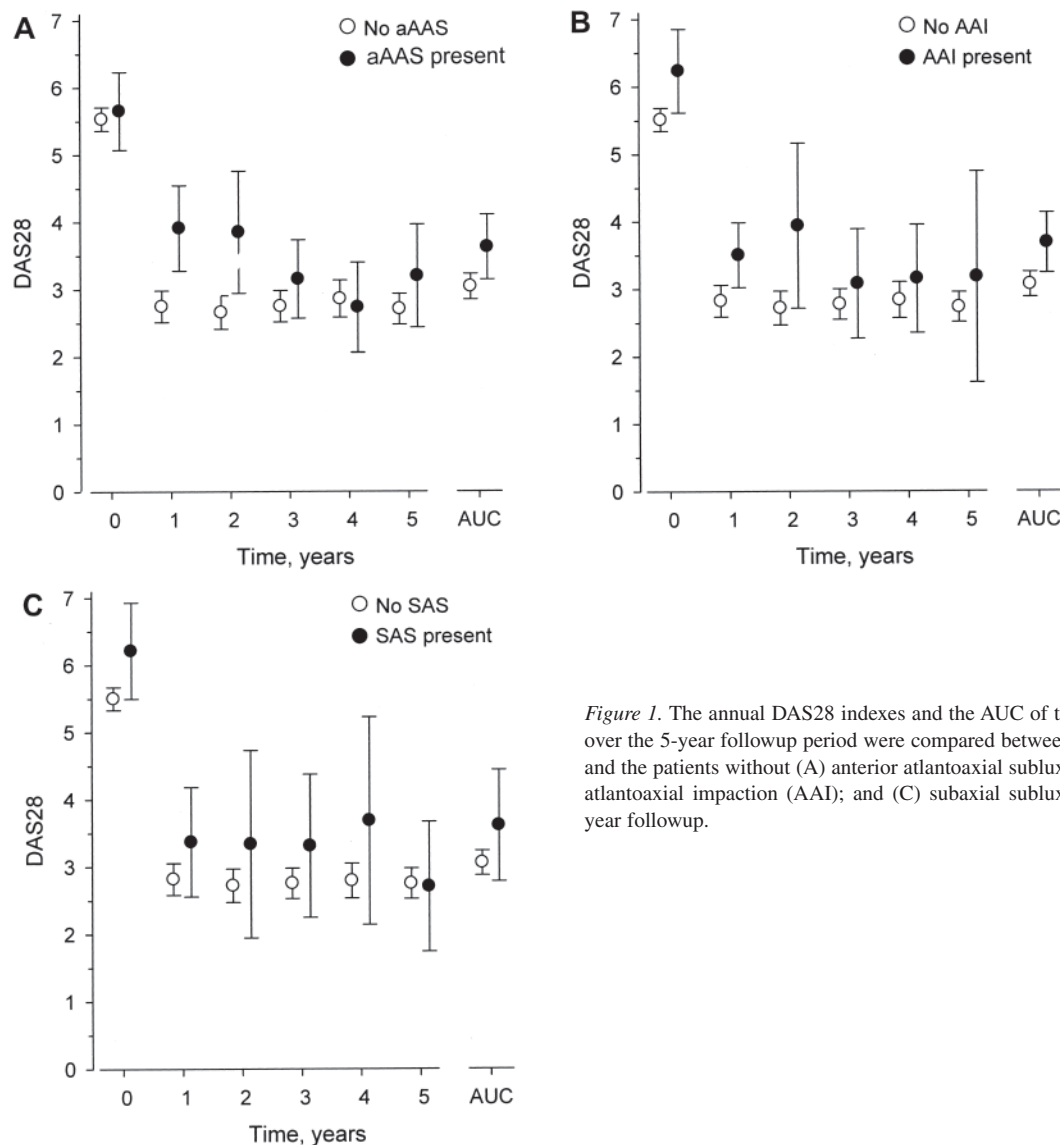 A
No aAAS
aAAS present
7
6
5
4
3
2
1
0
DAS28
0 1 2 3 4 5 AUC
Time, years
B
No AAI
AAI present
7
6
5
4
3
2
1
0
DAS28
0 1 2 3 4 5 AUC
Time, years
C
No SAS
SAS present
7
6
5
4
3
2
1
0
DAS28
0 1 2 3 4 5 AUC
Time, years
Figure 1. The annual DAS28 indexes and the AUC of t
over the 5-year followup period were compared between
and the patients without (A) anterior atlantoaxial sublux
atlantoaxial impaction (AAI); and (C) subaxial sublux
year followup.